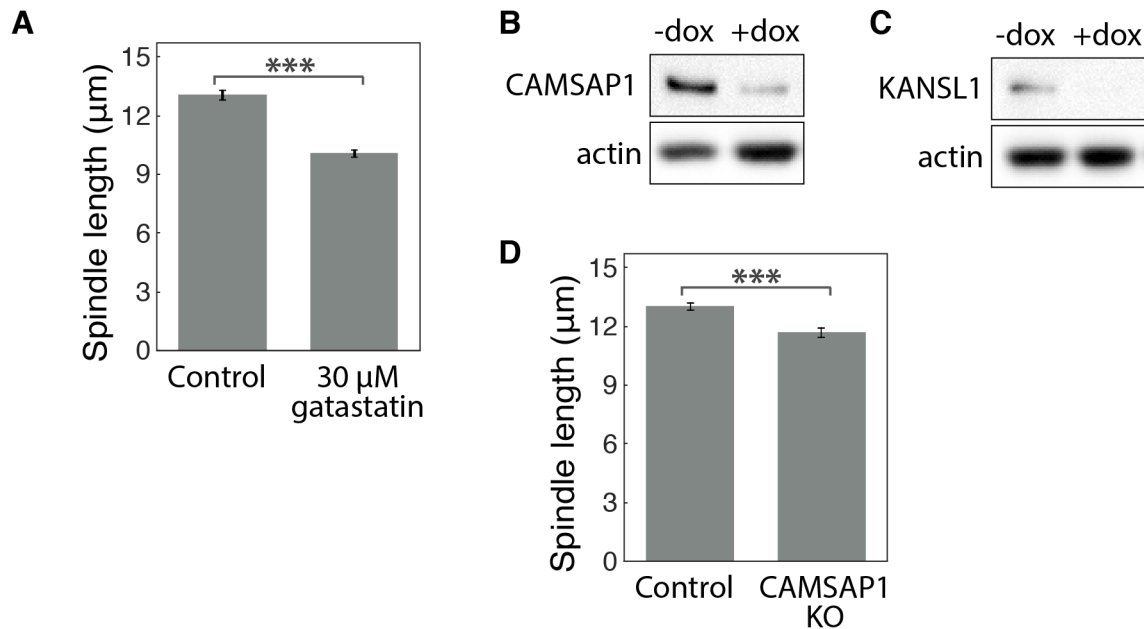 A
Spindle length (µm)
15
12
9
6
3
0
***
Control
30 µM
gatastatin
B
-dox +dox
CAMSAP1
actin
C
-dox +dox
KANSL1
actin
D
Spindle length (µm)
15
12
9
6
3
0
***
Control
CAMSAP1
KO